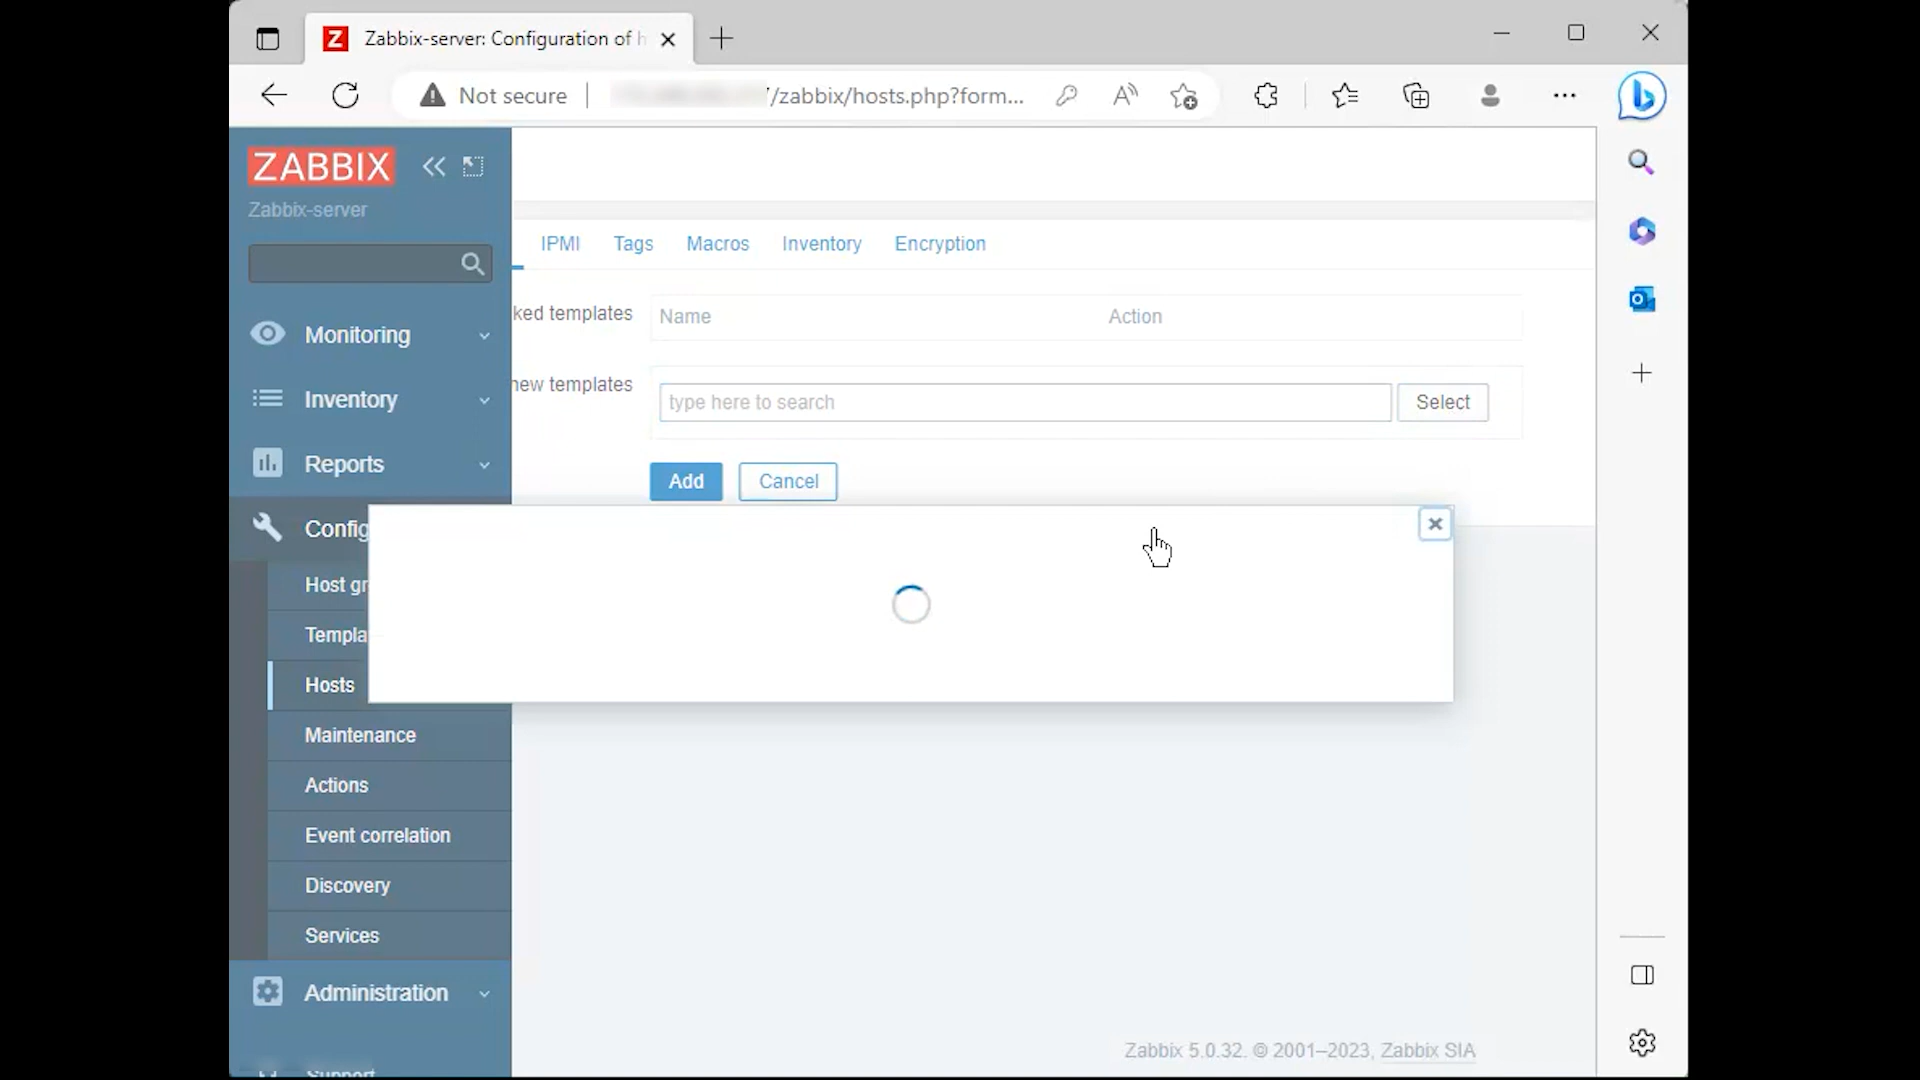 Zabbix-server: Configuration of h
Not secure
/zabbix/hosts.php?form...
ZABBIX
Zabbix-server
IPMI Tags Macros Inventory Encryption
ked templates Name Action
new templates type here to search Select
Add Cancel
Monitoring
Inventory
Reports
Config
Host gr
Templa
Hosts
Maintenance
Actions
Event correlation
Discovery
Services
Administration
Support
Zabbix 5.0.32. © 2001–2023, Zabbix SIA